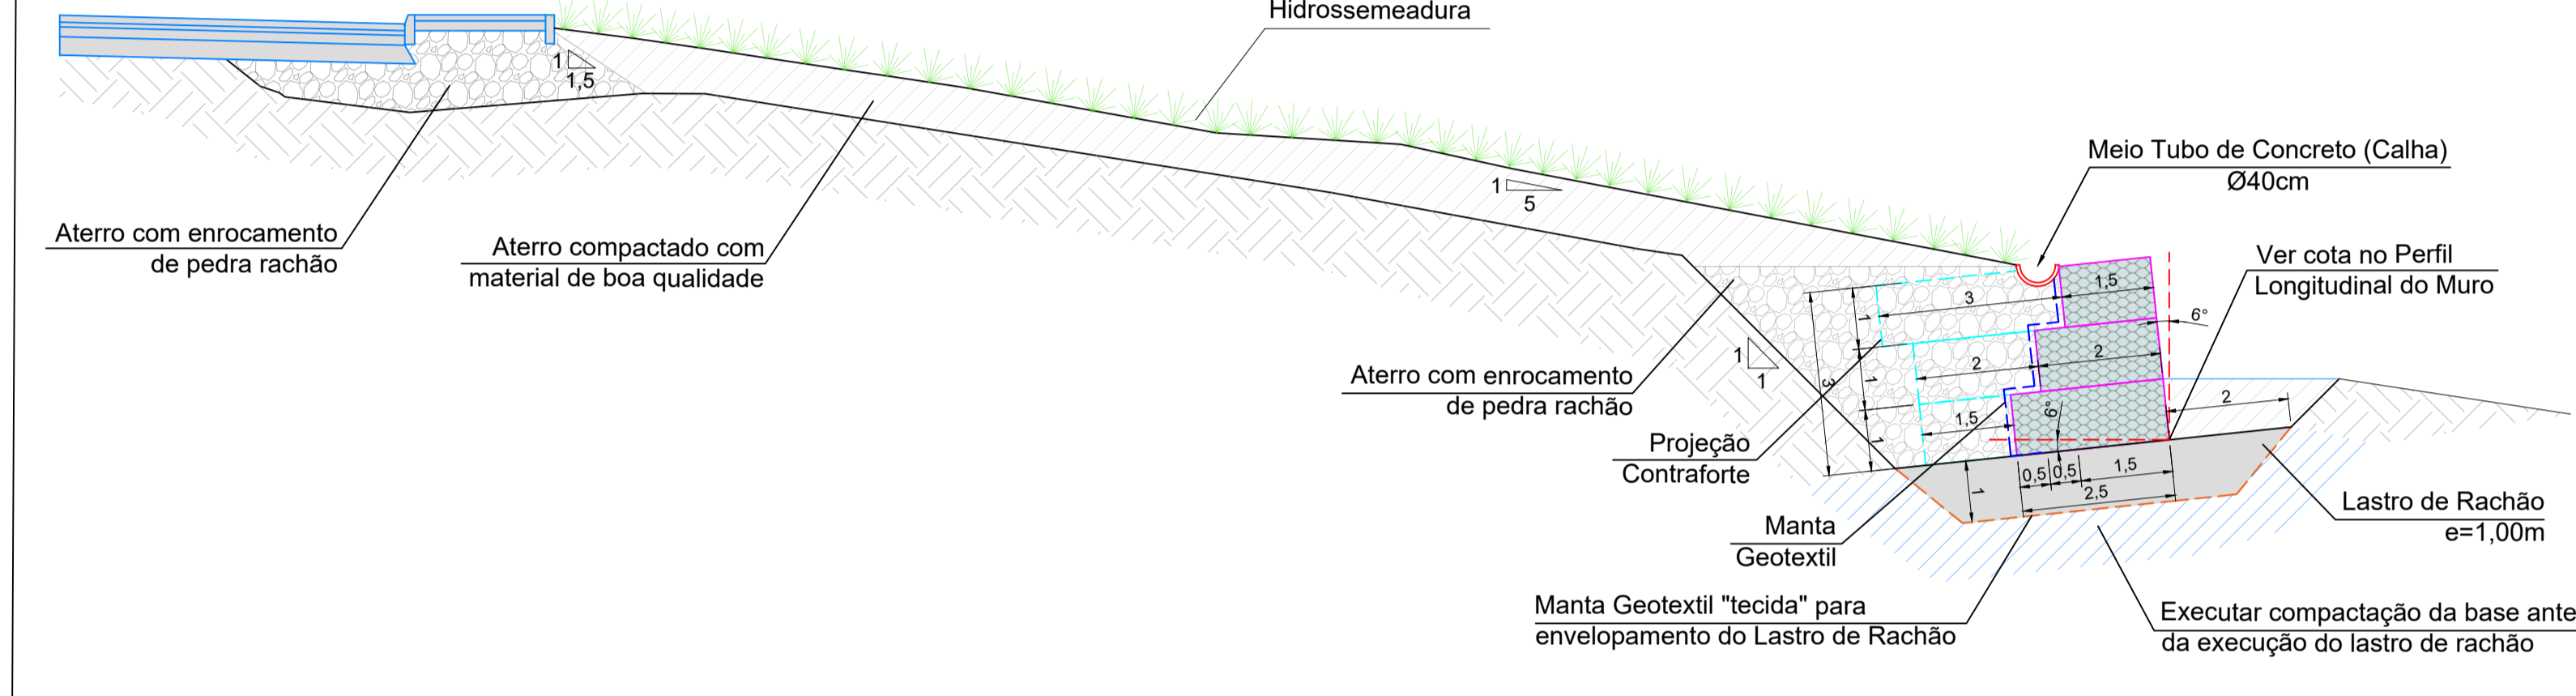 Hidrossemeadura
1
1,5
Aterro com enrocamento
de pedra rachão
Aterro compactado com
material de boa qualidade
1
5
Meio Tubo de Concreto (Calha)
Ø40cm
Ver cota no Perfil
Longitudinal do Muro
1,5
6°
3
1
2
2
1
3
1
1
Aterro com enrocamento
de pedra rachão
1,5
6°
2
1
Projeção
Contraforte
0,5
0,5
1,5
2,5
1
Manta
Geotextil
Lastro de Rachão
e=1,00m
Manta Geotextil "tecida" para
envelopamento do Lastro de Rachão
Executar compactação da base ante
da execução do lastro de rachão